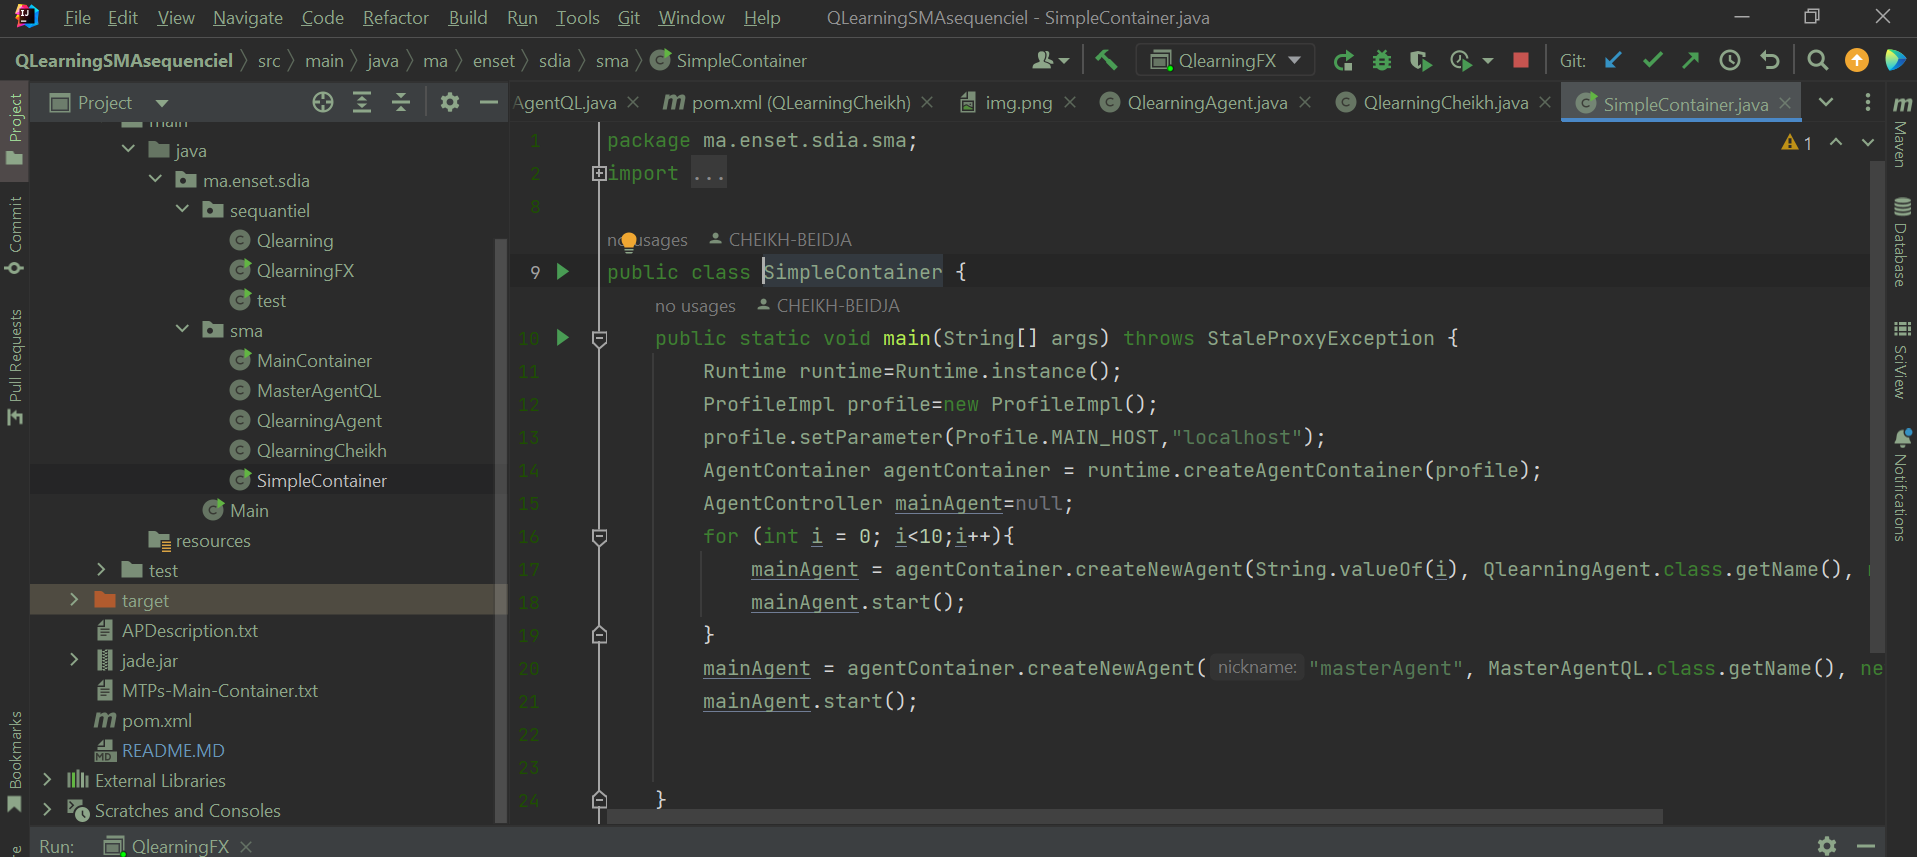 File Edit View Navigate Code Refactor Build Run Tools Git Window Help QLearningSMAsequenciel - SimpleContainer.java
QLearningSMAsequenciel src main java ma enset sdia sma SimpleContainer QlearningFX Git:
Project AgentQL.java pom.xml (QLearningCheikh) img.png QlearningAgent.java QlearningCheikh.java SimpleContainer.java
main
java
ma.enset.sdia
sequantiel
Qlearning
QlearningFX
test
sma
MainContainer
MasterAgentQL
QlearningAgent
QlearningCheikh
SimpleContainer
Main
resources
test
target
APDescription.txt
jade.jar
MTPs-Main-Container.txt
pom.xml
README.MD
External Libraries
Scratches and Consoles
1 package ma.enset.sdia.sma;
2 import ...
8
no usages CHEIKH-BEIDJA
9 public class SimpleContainer {
no usages CHEIKH-BEIDJA
10 public static void main(String[] args) throws StaleProxyException {
11 Runtime runtime=Runtime.instance();
12 ProfileImpl profile=new ProfileImpl();
13 profile.setParameter(Profile.MAIN_HOST,"localhost");
14 AgentContainer agentContainer = runtime.createAgentContainer(profile);
15 AgentController mainAgent=null;
16 for (int i = 0; i<10;i++){
17 mainAgent = agentContainer.createNewAgent(String.valueOf(i), QlearningAgent.class.getName(),
18 mainAgent.start();
19 }
20 mainAgent = agentContainer.createNewAgent( nickname: "masterAgent", MasterAgentQL.class.getName(), ne
21 mainAgent.start();
22
23
24 }
1
Project
Commit
Pull Requests
Bookmarks
Maven
Database
SciView
Notifications
Run: QlearningFX